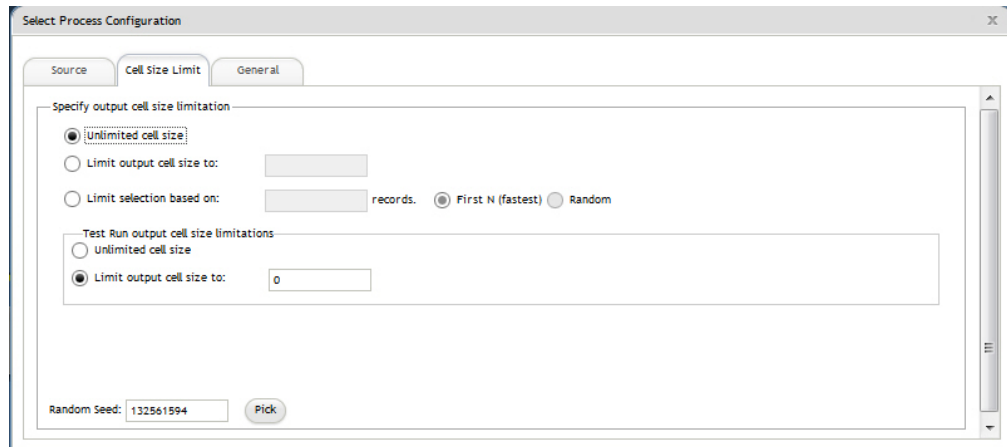 Select Process Configuration
X
Source Cell Size Limit General
Specify output cell size limitation
Unlimited cell size
Limit output cell size to:
Limit selection based on: records. First N (fastest) Random
Test Run output cell size limitations
Unlimited cell size
Limit output cell size to: 0
Random Seed: 132561594 Pick